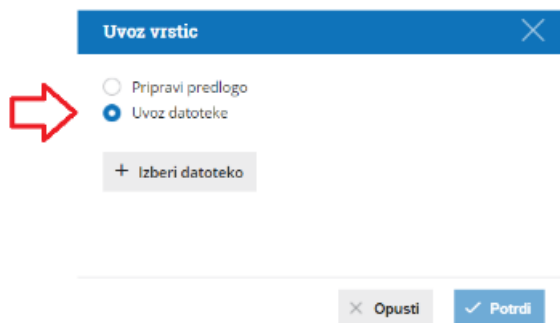 Uvoz vrstic
Pripravi predlogo
Uvoz datoteke
+ Izberi datoteko
Opusti
Potrdi